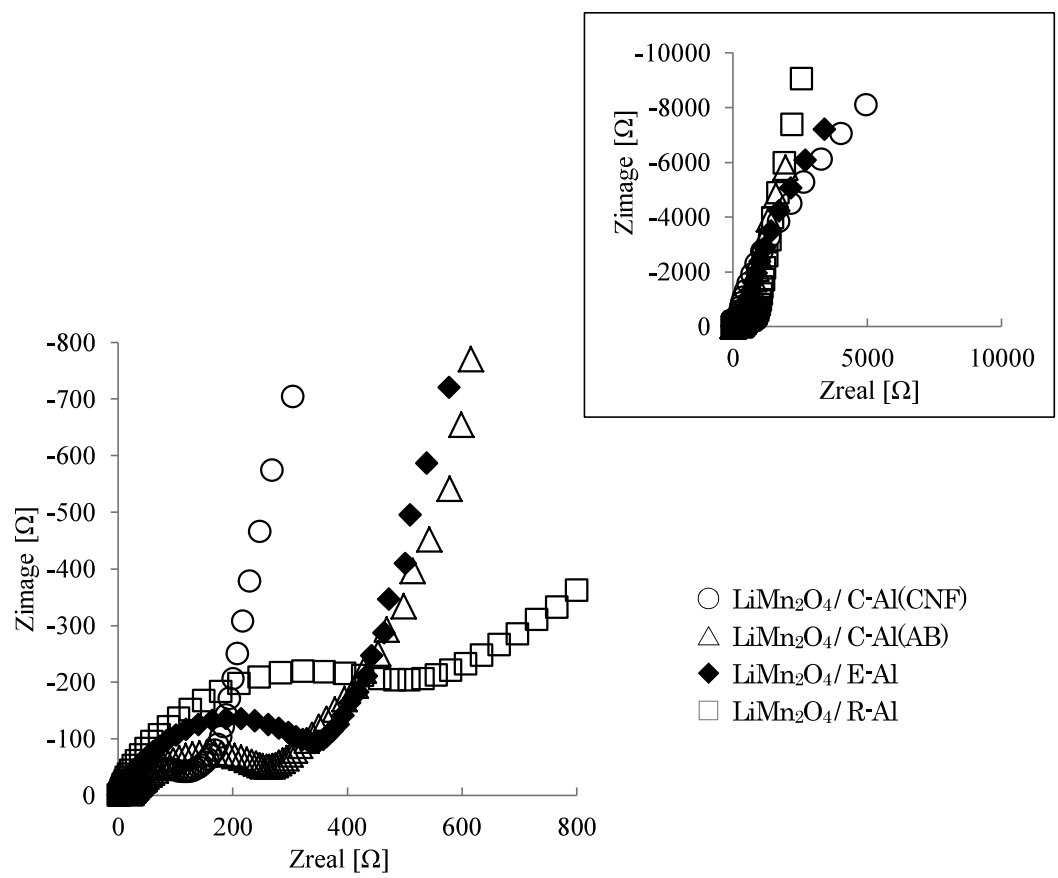 -10000
-8000
-6000
-4000
-2000
0
Zimage [Ω]
0
5000
10000
Zreal [Ω]
-800
-700
-600
-500
-400
-300
-200
-100
0
Zimage [Ω]
0
200
400
600
800
Zreal [Ω]
LiMn₂O₄/ C-Al(CNF)
LiMn₂O₄/ C-Al(AB)
LiMn₂O₄/ E-Al
LiMn₂O₄/ R-Al